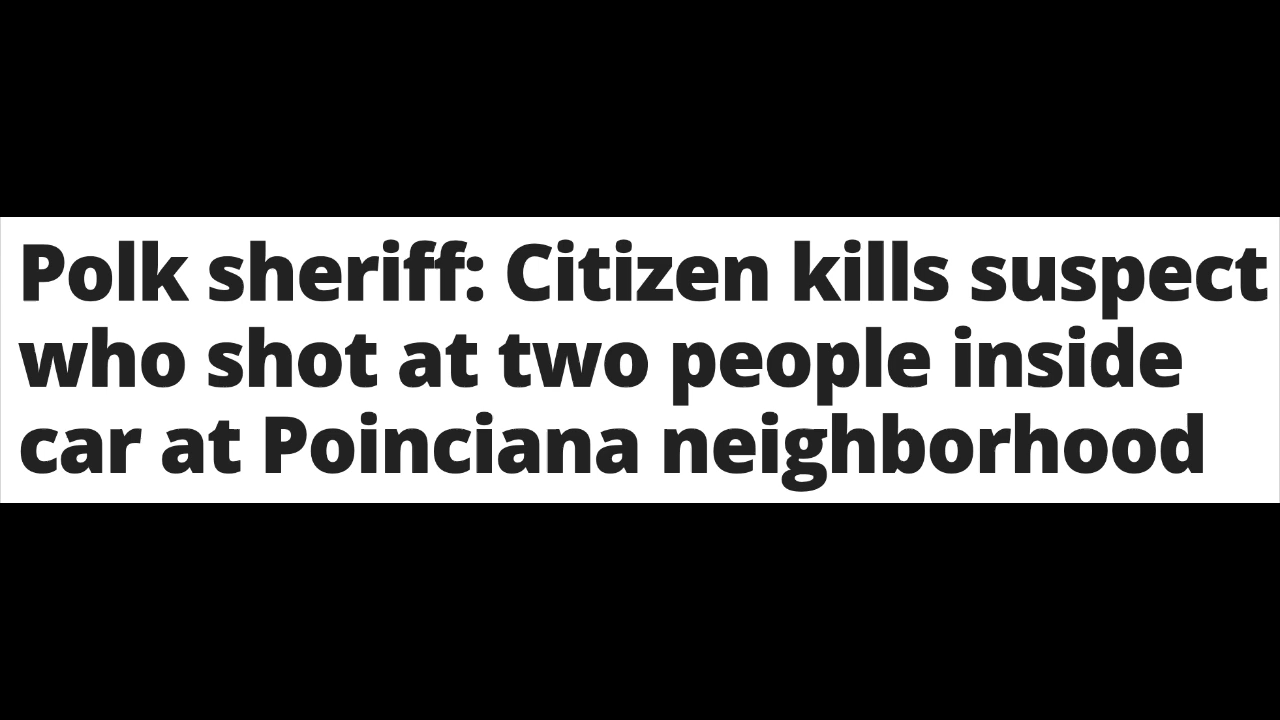 Polk sheriff: Citizen kills suspect
who shot at two people inside
car at Poinciana neighborhood